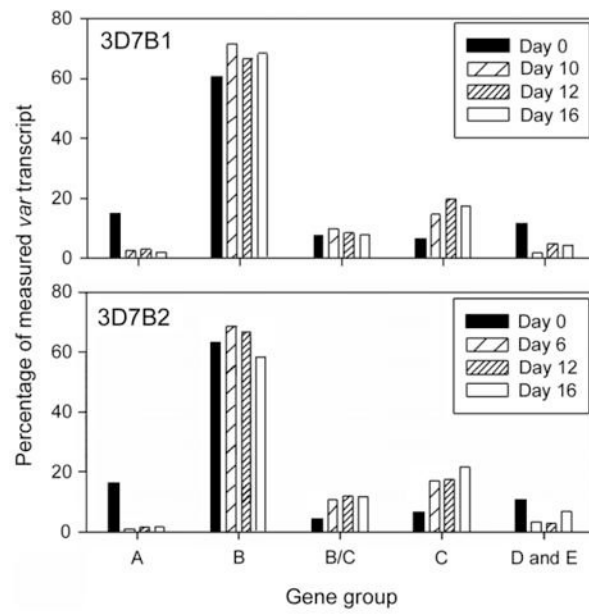 3D7B1
Day 0
Day 10
Day 12
Day 16
80
60
40
20
0
3D7B2
Day 0
Day 6
Day 12
Day 16
80
60
40
20
0
Percentage of measured var transcript
A B B/C C D and E
Gene group